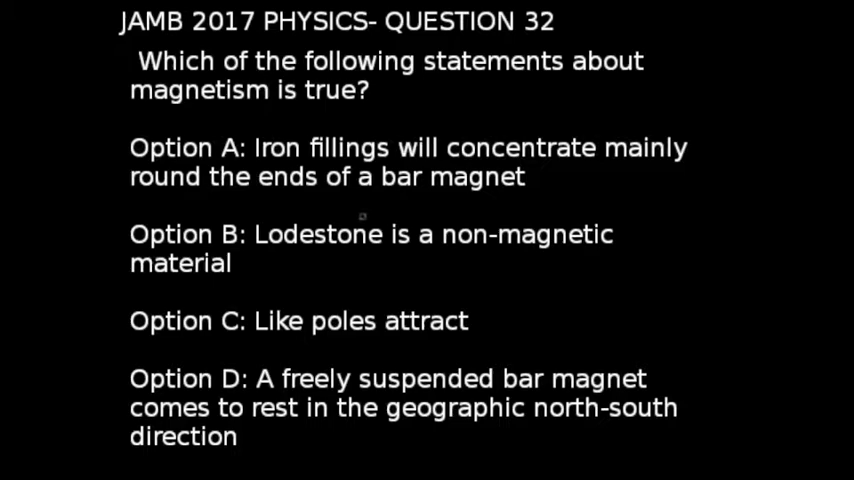 JAMB 2017 PHYSICS- QUESTION 32
Which of the following statements about
magnetism is true?
Option A: Iron fillings will concentrate mainly
round the ends of a bar magnet
Option B: Lodestone is a non-magnetic
material
Option C: Like poles attract
Option D: A freely suspended bar magnet
comes to rest in the geographic north-south
direction